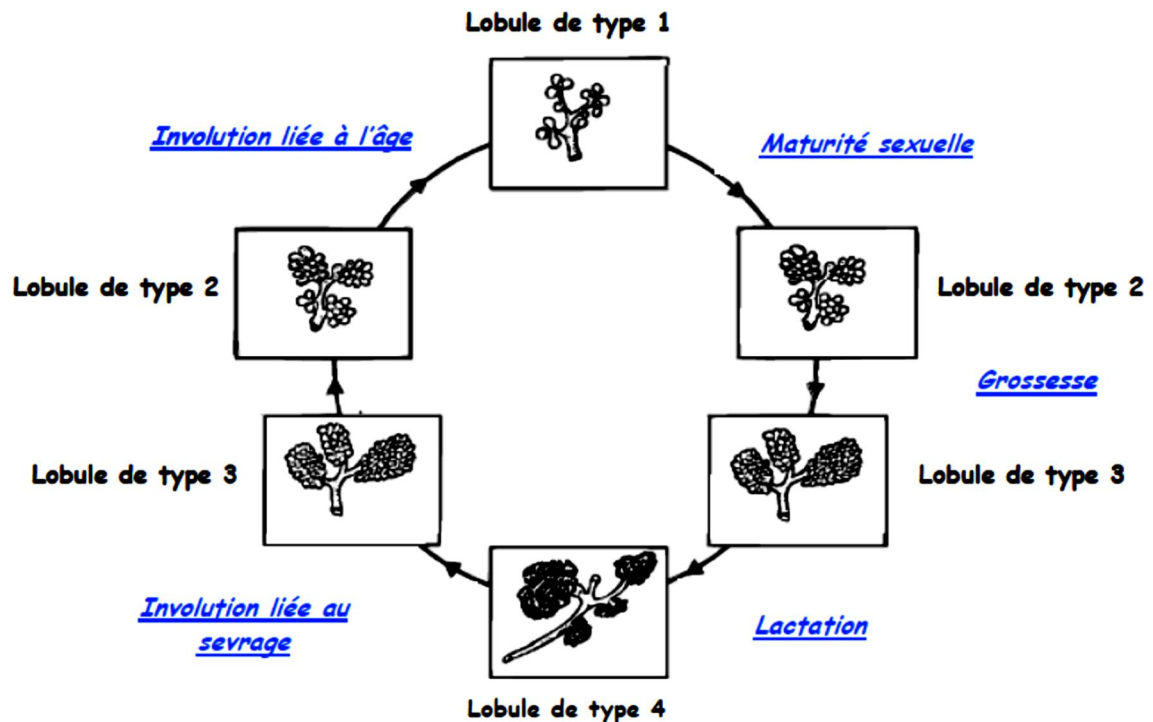 Lobule de type 1
Involution liée à l'âge
Maturité sexuelle
Lobule de type 2
Lobule de type 2
Grossesse
Lobule de type 3
Lobule de type 3
Involution liée au
sevrage
Lactation
Lobule de type 4